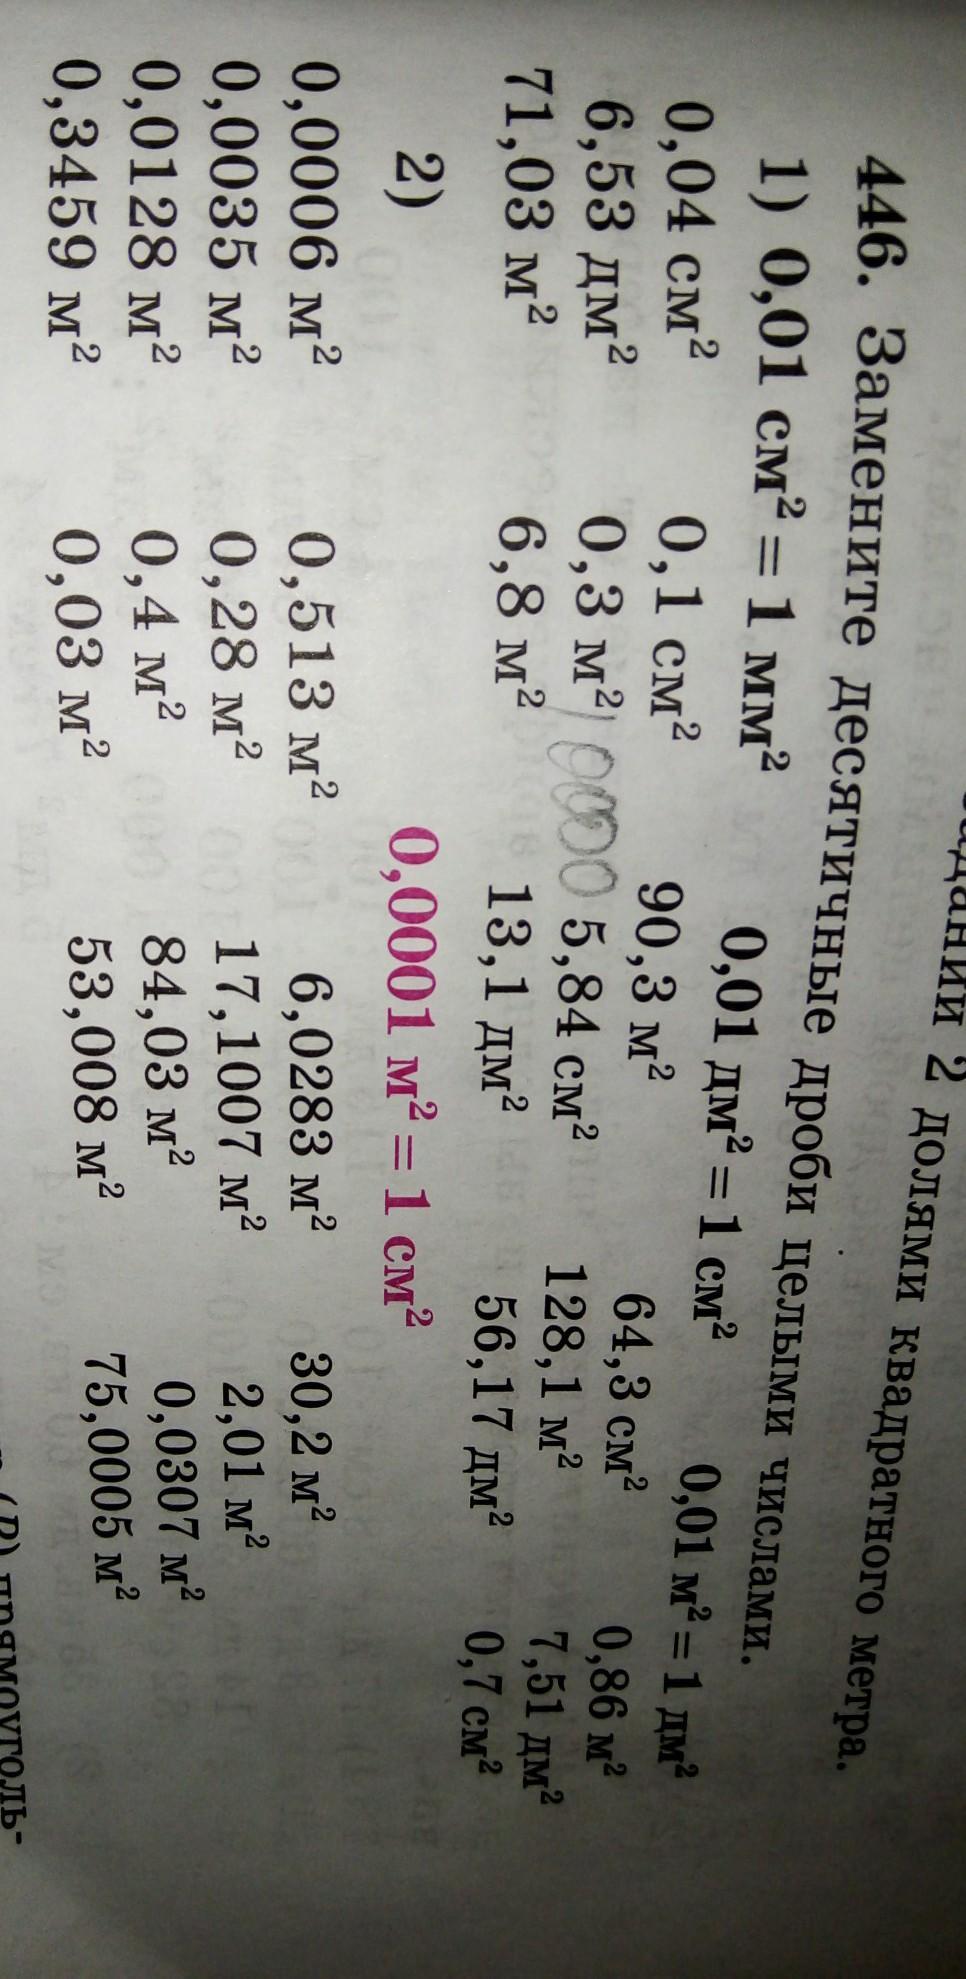 задании 2 долями квадратного метра.
446. Замените десятичные дроби целыми числами.
1) 0,01 см² = 1 мм² 0,01 дм² = 1 см² 0,01 м² = 1 дм²
0,04 см² 0,1 см² 90,3 м² 64,3 см² 0,86 м²
6,53 дм² 0,3 м² 5,84 см² 128,1 м² 7,51 дм²
71,03 м² 6,8 м² 13,1 дм² 56,17 дм² 0,7 см²
2) 0,0001 м² = 1 см²
0,0006 м² 0,513 м² 6,0283 м² 30,2 м²
0,0035 м² 0,28 м² 17,1007 м² 2,01 м²
0,0128 м² 0,4 м² 84,03 м² 0,0307 м²
0,3459 м² 0,03 м² 53,008 м² 75,0005 м²
(Р) прямоуголь-